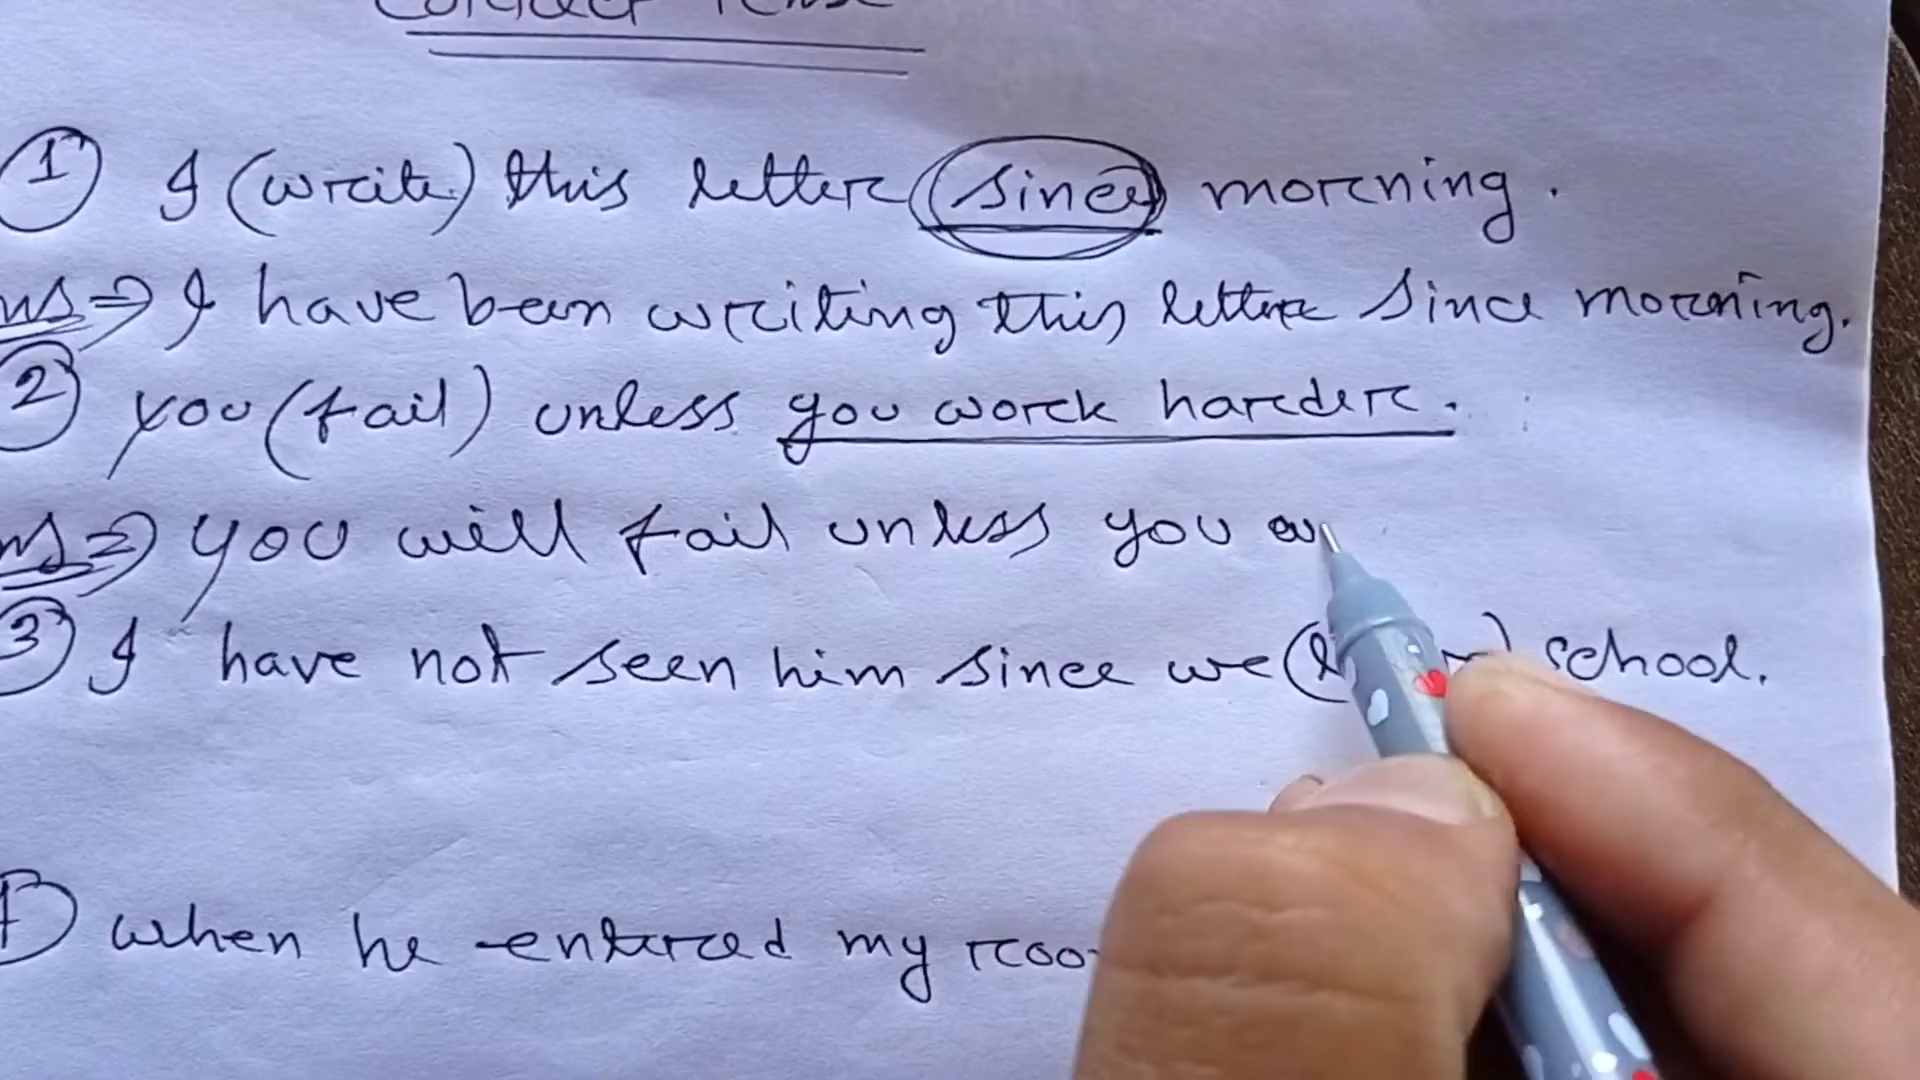 Tense
① I (write) this letter (since) morning.
Ans⇒ I have been writing this letter since morning.
② you (fail) unless you work harder.
Ans⇒ you will fail unless you
③ I have not seen him since we school.
when he entered my